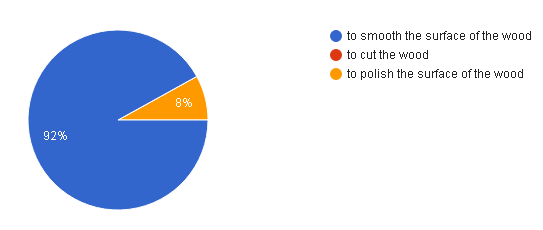 to smooth the surface of the wood
to cut the wood
to polish the surface of the wood
8%
92%